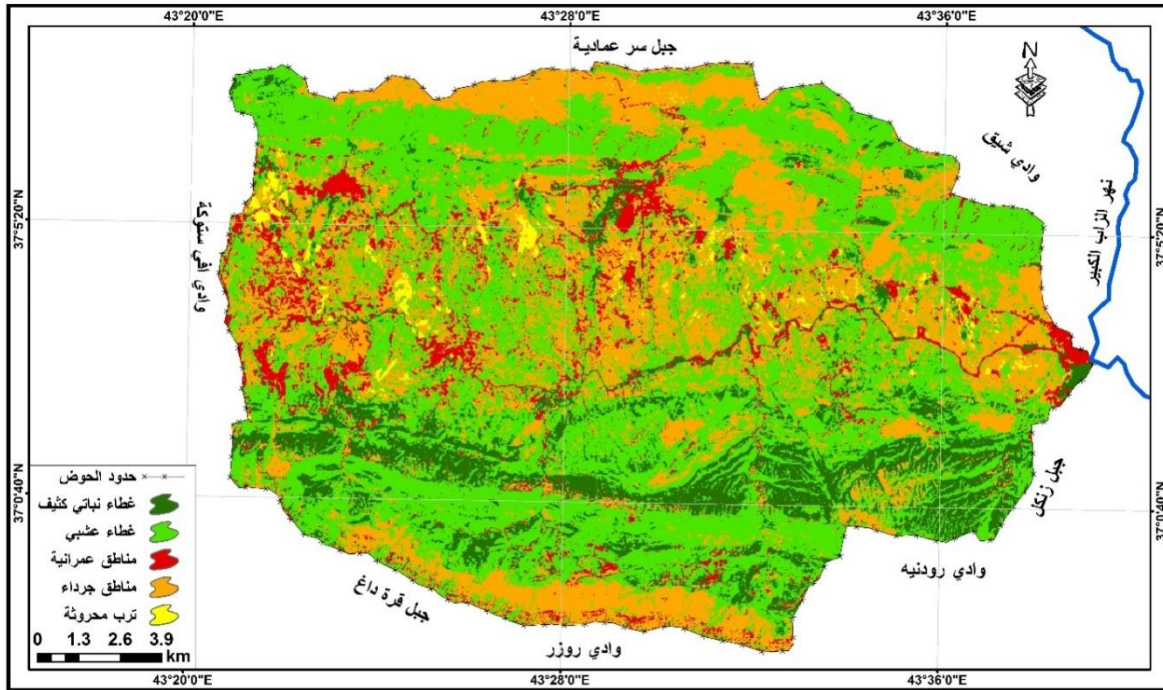 43°20'0"E
43°28'0"E
43°36'0"E
جبل سر عمادية
N
وادي شيق
نهر الزاب الكبير
37°5'20"N
37°5'20"N
وادي افي ستوكة
حدود الحوض
غطاء نباتي كثيف
غطاء عشبي
مناطق عمرانية
مناطق جرداء
ترب محروثة
37°0'40"N
37°0'40"N
جبل زنكل
وادي رودنيه
جبل قرة داغ
وادي روزر
0 1.3 2.6 3.9
km
43°20'0"E
43°28'0"E
43°36'0"E